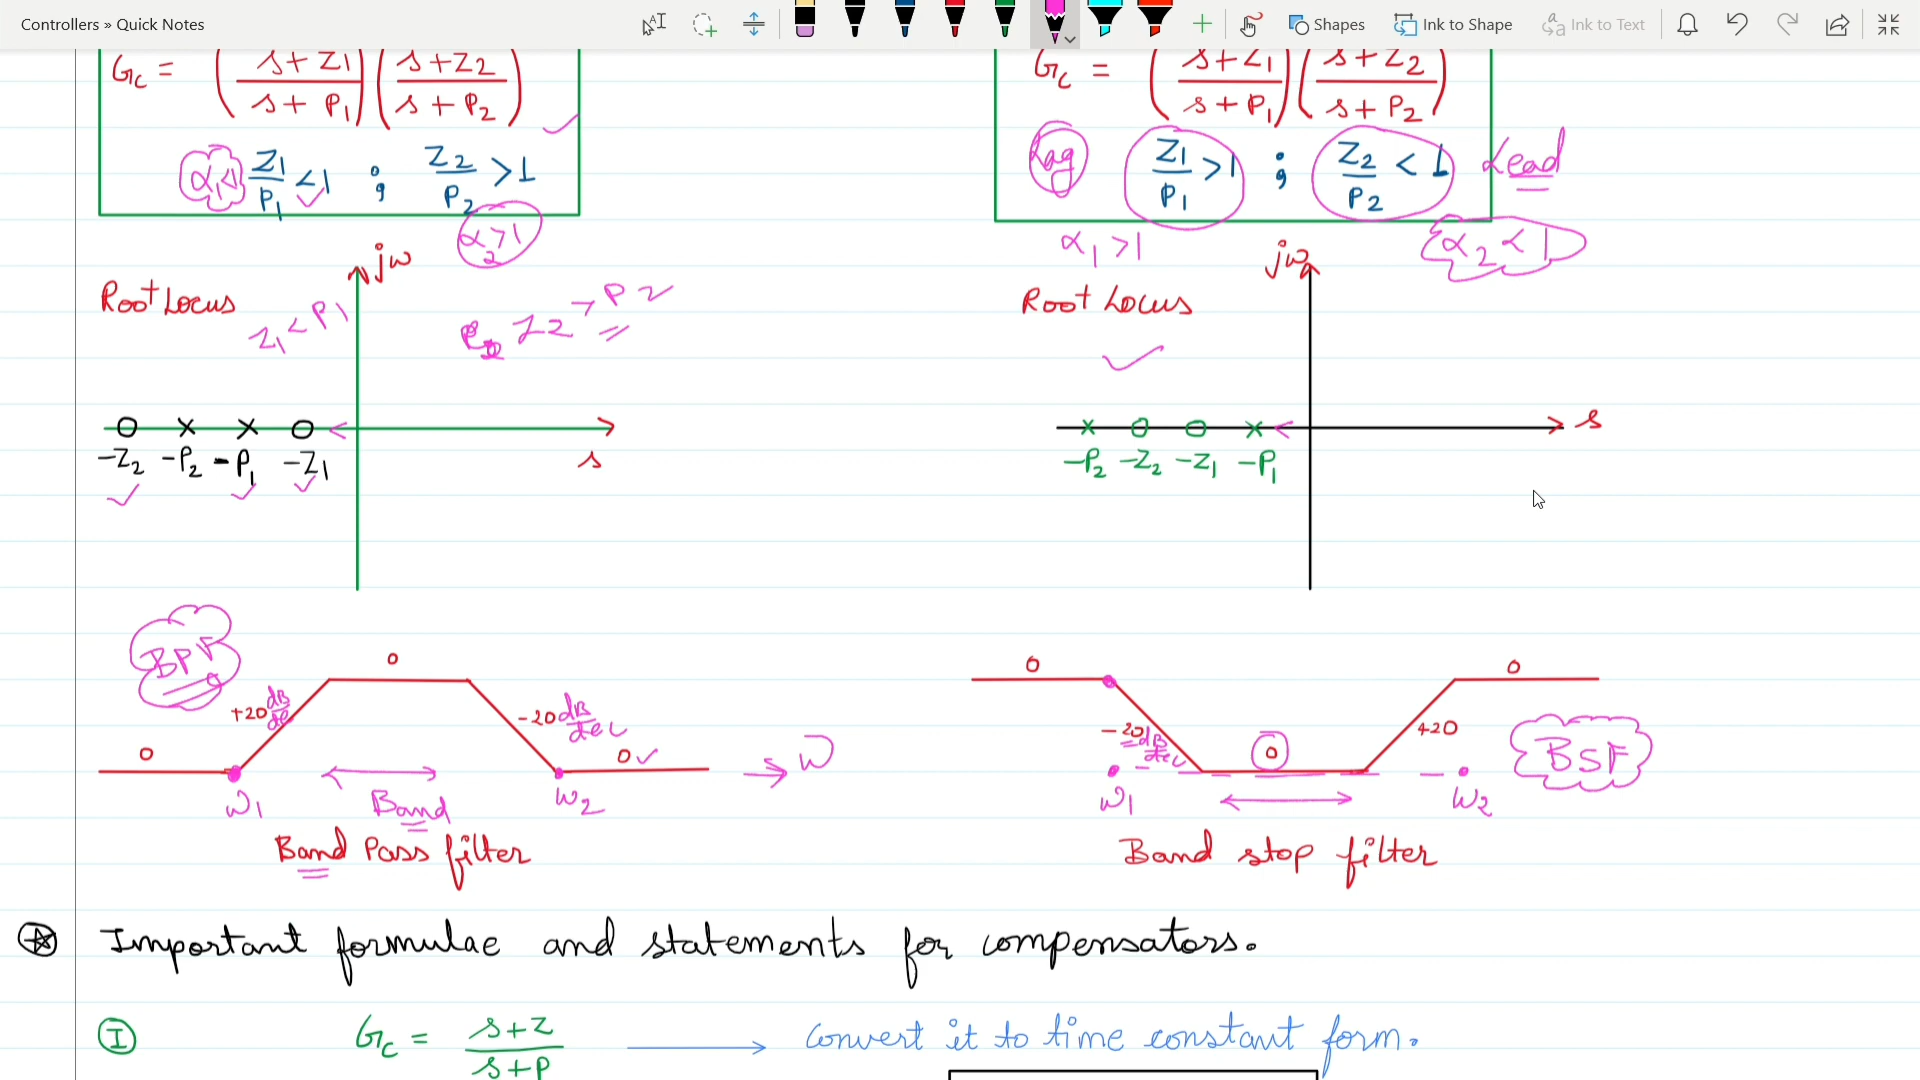 Controllers » Quick Notes
Shapes
Ink to Shape
Ink to Text
Gc = (s+Z1 / s+P1) (s+Z2 / s+P2)
α1<1 Z1/P1 <1 ; Z2/P2 >1
α2>1
Root Locus
jω
Z1 < P1
Z2 > P2
-Z2 -P2 -P1 -Z1
s
BPF
0
+20 dB/dec
0
-20 dB/dec
0
ω1
Band
ω2
ω
Band Pass filter
Gc = (s+Z1 / s+P1) (s+Z2 / s+P2)
Lag Z1/P1 >1 ; Z2/P2 <1 Lead
α1 >1
α2 <1
jω
Root Locus
s
-P2 -Z2 -Z1 -P1
0
-20 dB/dec
0
+20
0
BSF
ω1
ω2
Band stop filter
Important formulae and statements for compensators.
I Gc = s+Z / s+P Convert it to time constant form.